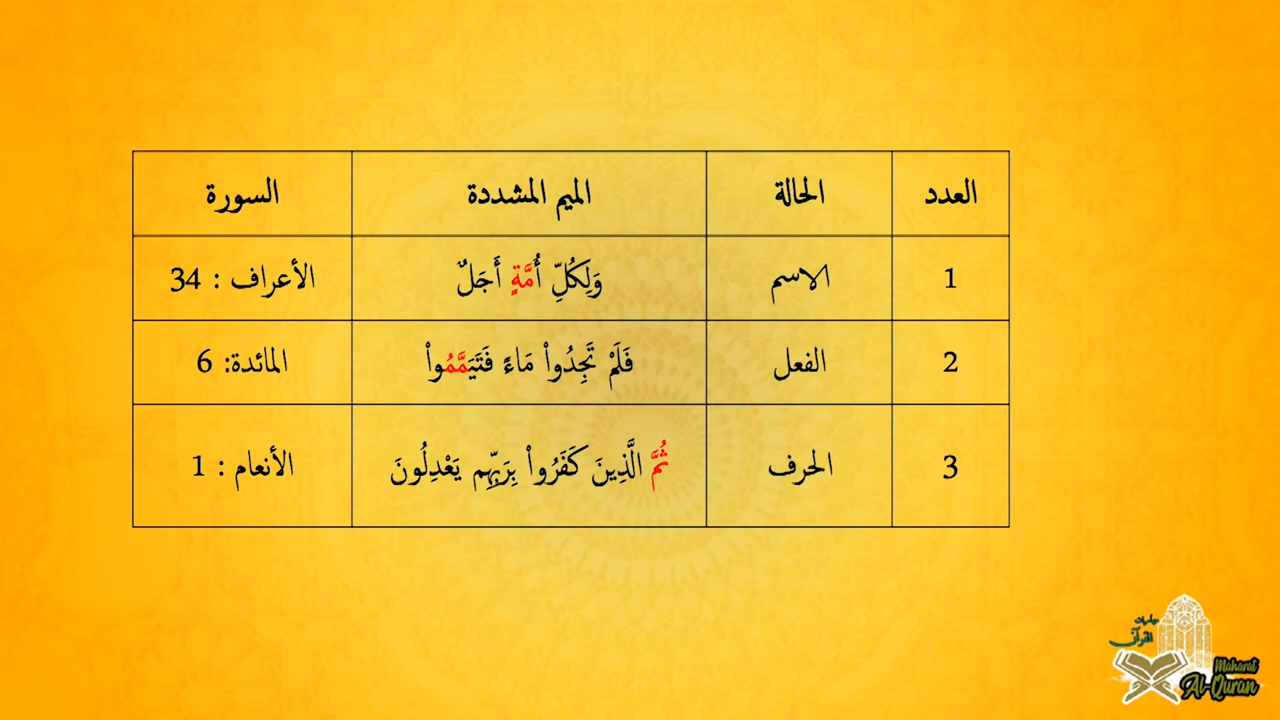 العدد الحالة الميم المشددة السورة
1 الاسم وَلِكُلِّ أُمَّةٍ أَجَلٌ الأعراف : 34
2 الفعل فَلَمْ تَجِدُواْ مَاءً فَتَيَمَّمُواْ المائدة: 6
3 الحرف ثُمَّ الَّذِينَ كَفَرُواْ بِرَبِّهِم يَعْدِلُونَ الأنعام : 1
Maharat
Al-Quran